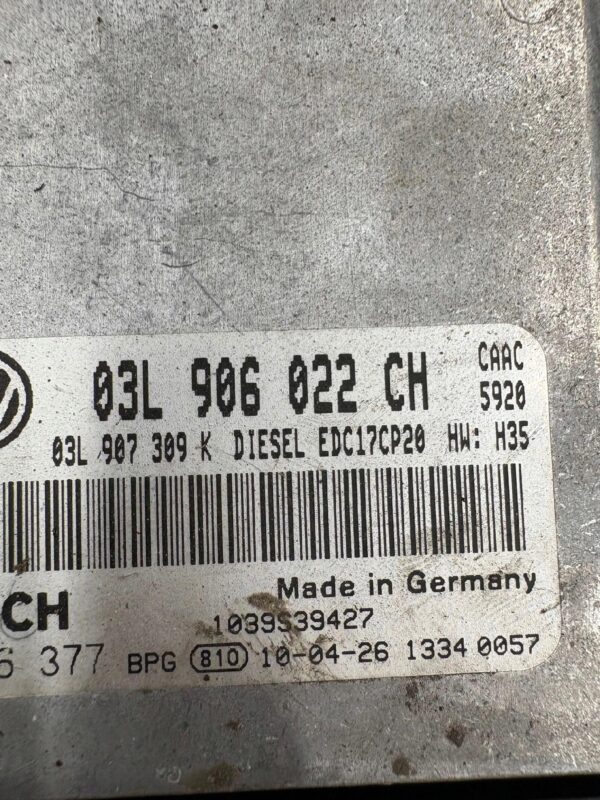 03L 906 022 CH CAAC
5920
03L 907 309 K DIESEL EDC17CP20 HW: H35
Made in Germany
CH 1039S39427
6 377 BPG 810 10-04-26 1334 0057